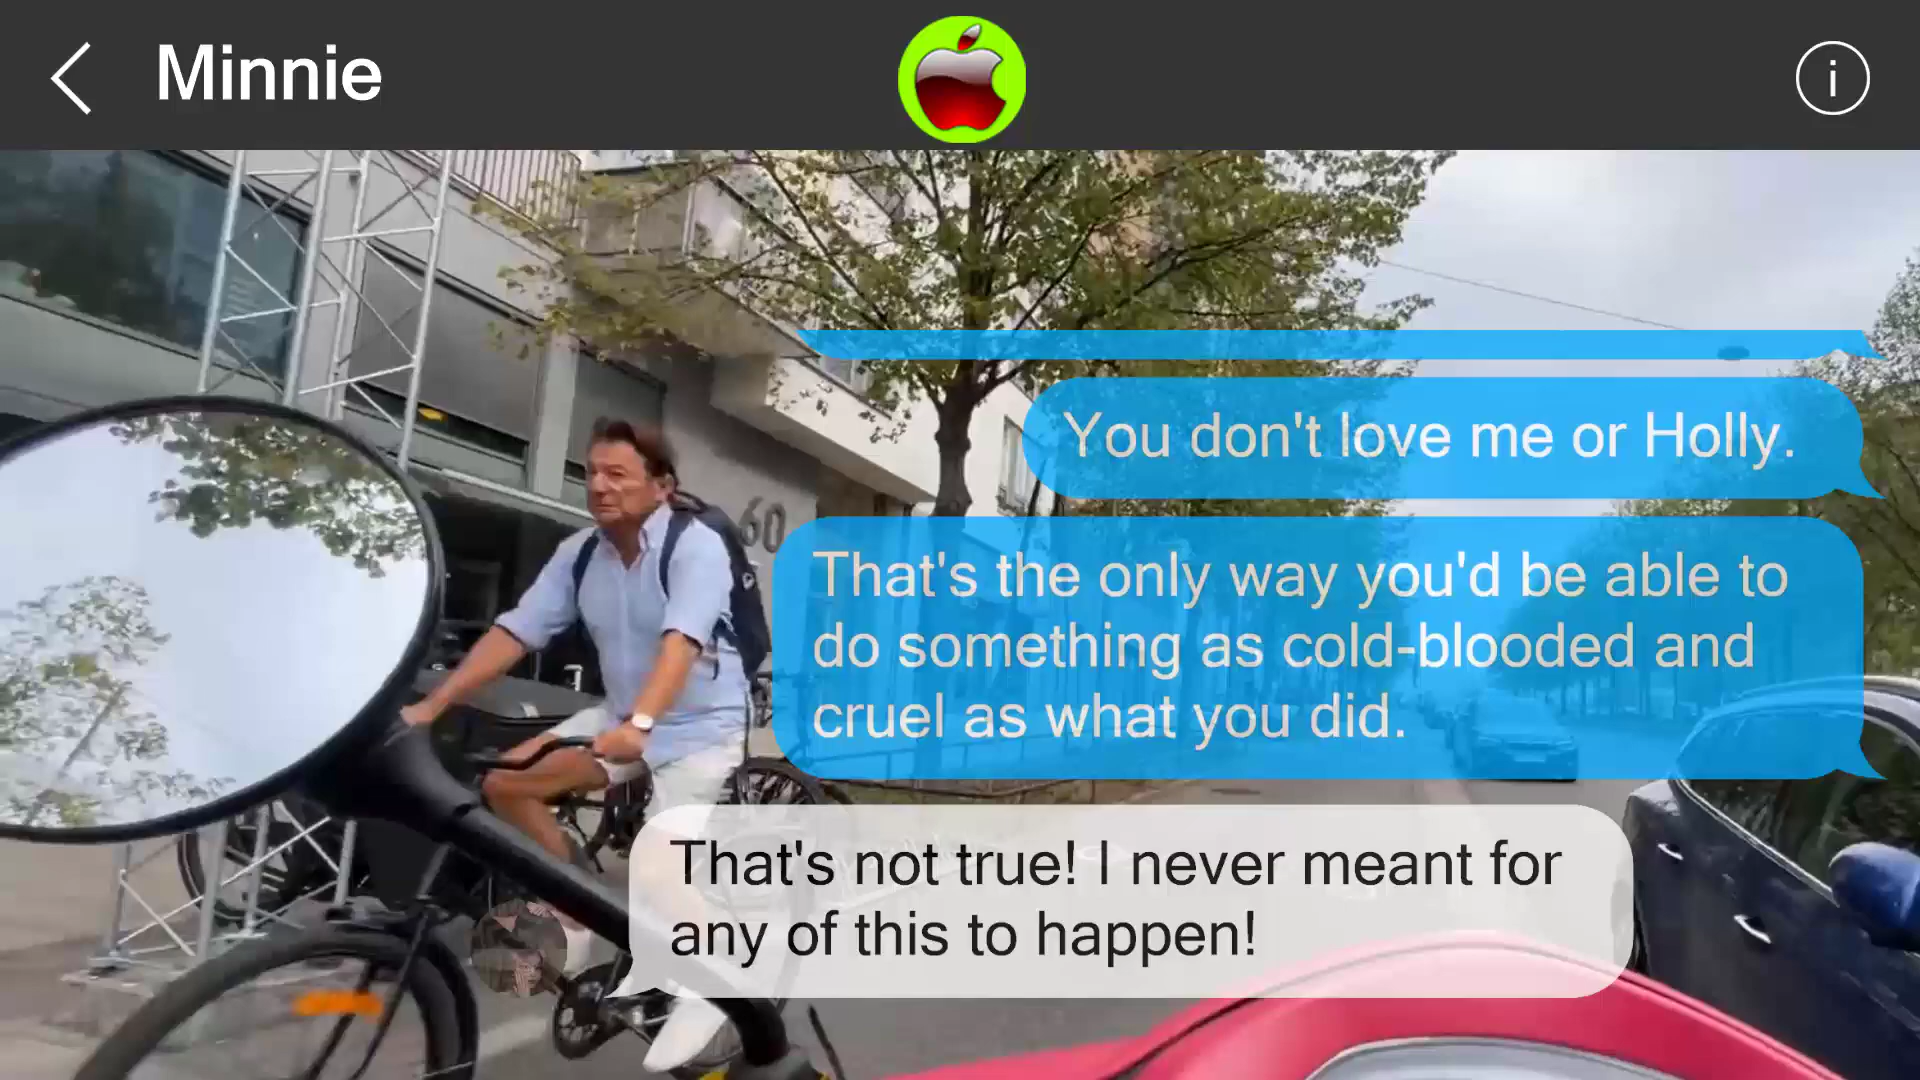 Minnie
i
60
You don't love me or Holly.
That's the only way you'd be able to
do something as cold-blooded and
cruel as what you did.
That's not true! I never meant for
any of this to happen!